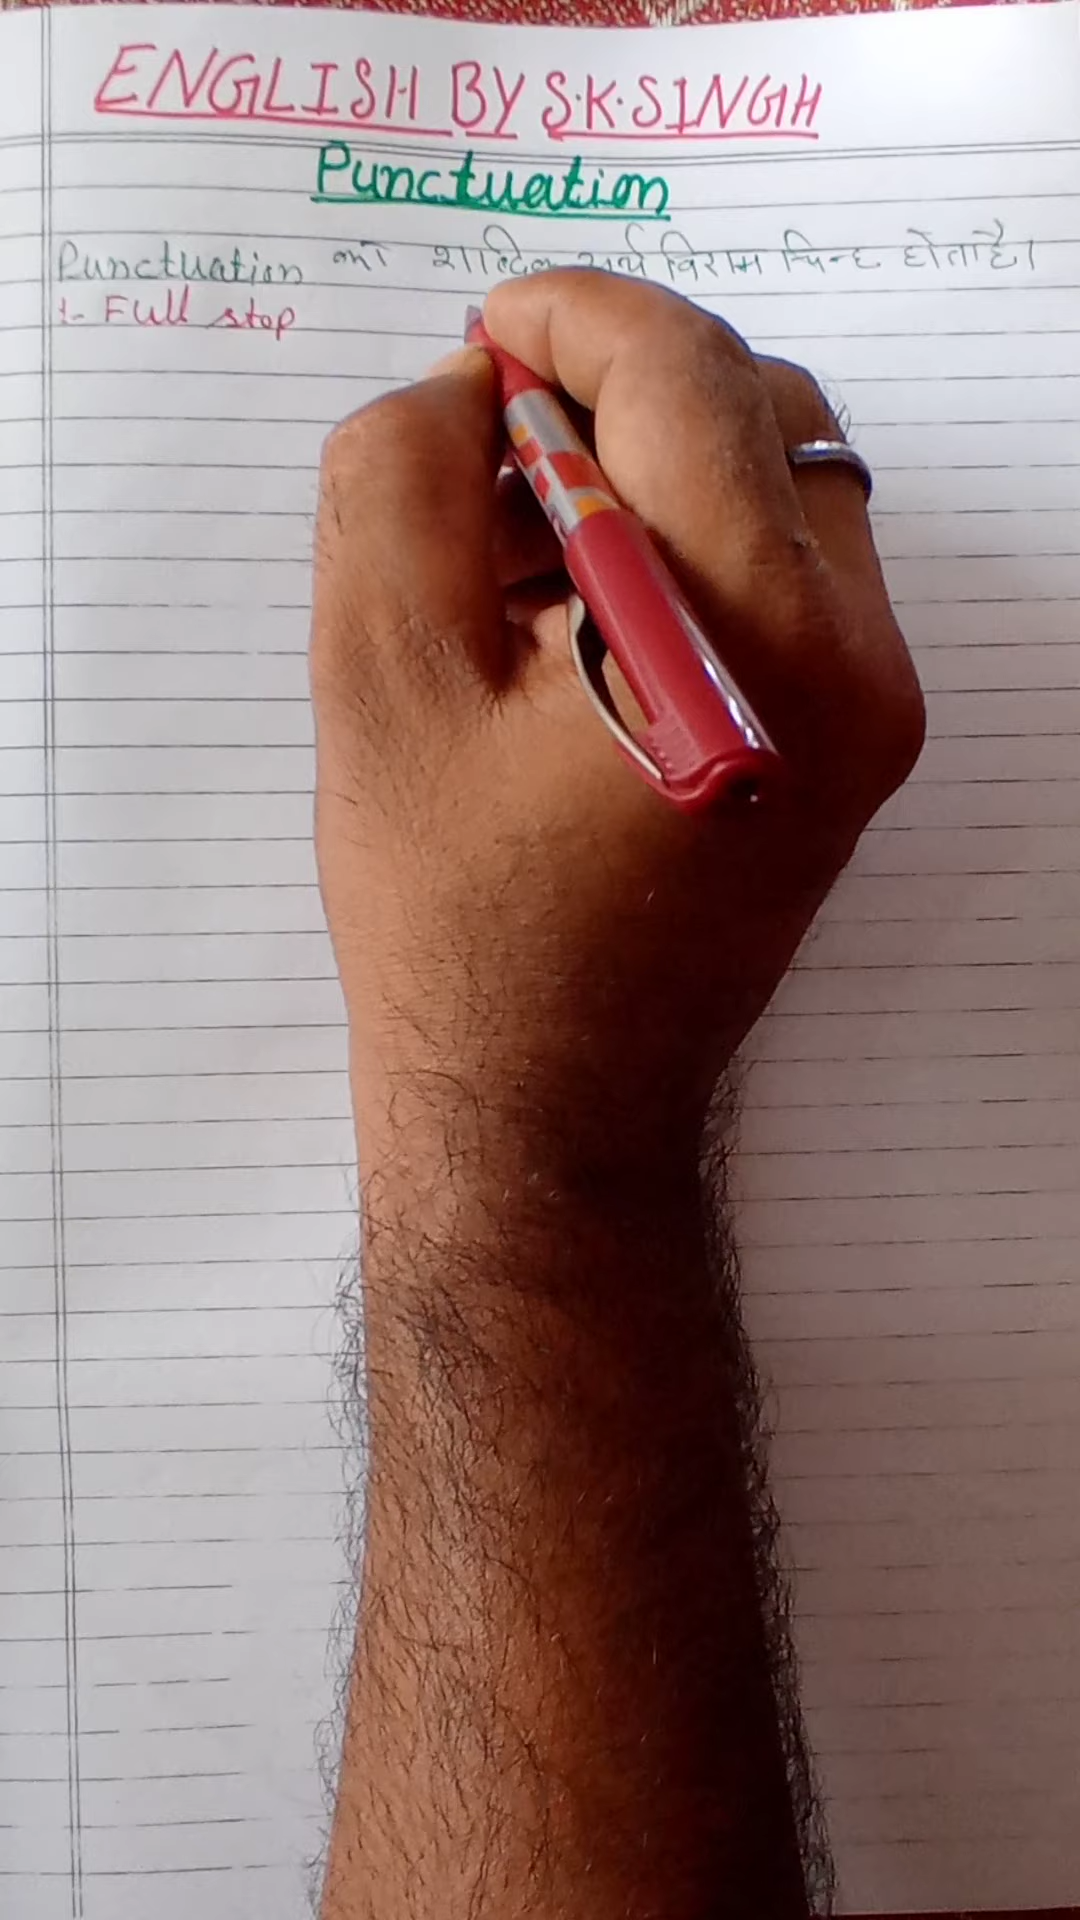 ENGLISH BY S.K.SINGH
Punctuation
Punctuation का शाब्दिक अर्थ विराम चिन्ह होता है।
1- Full stop